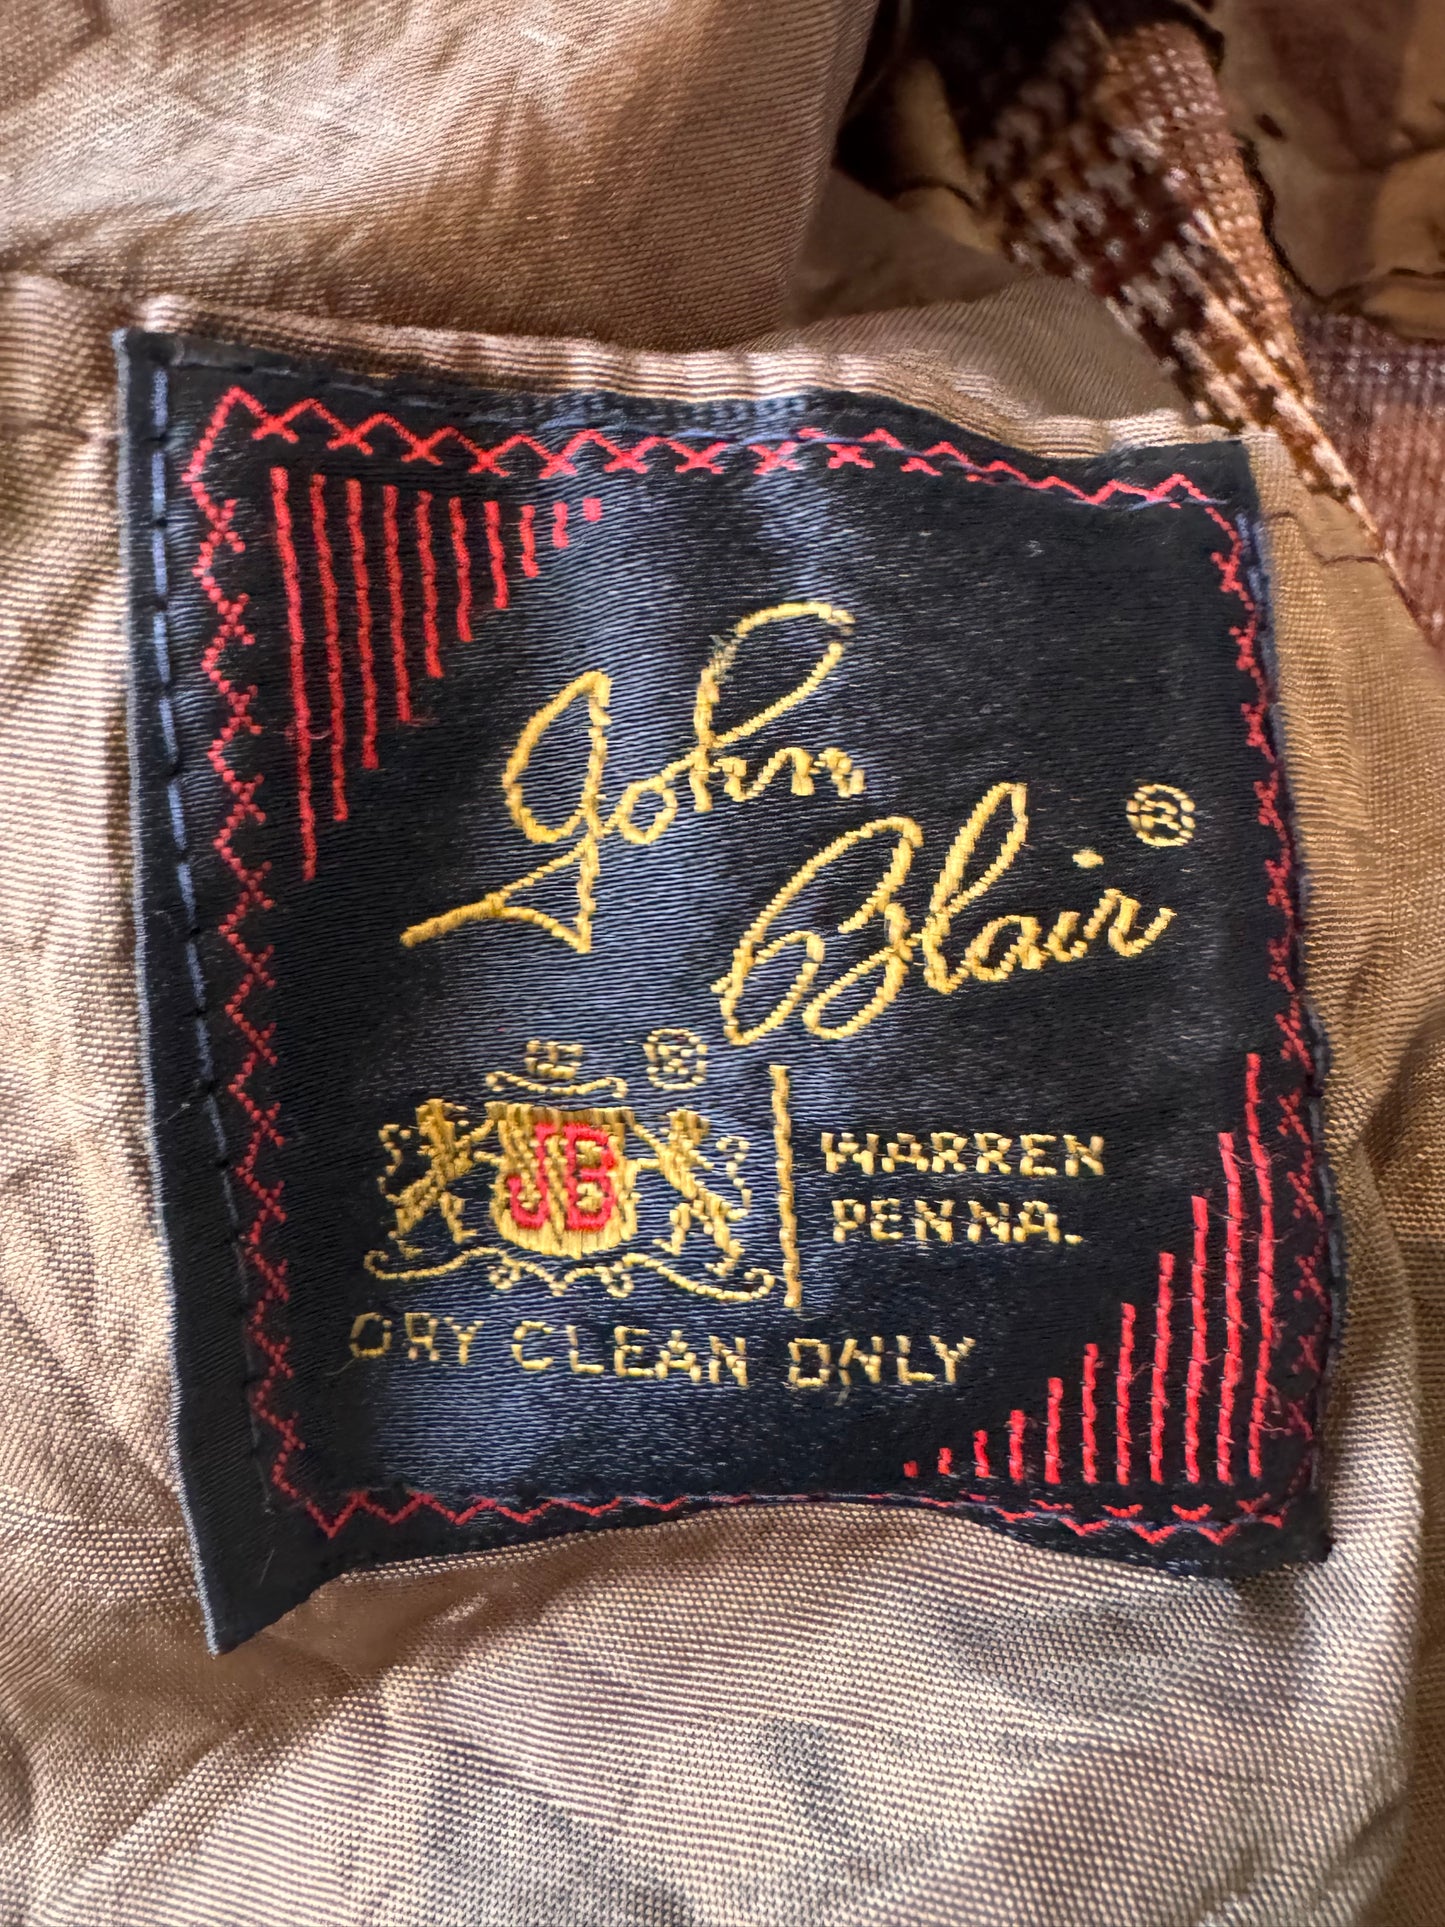 John
Blair ®
®
JB
WARREN
PENNA.
DRY CLEAN ONLY